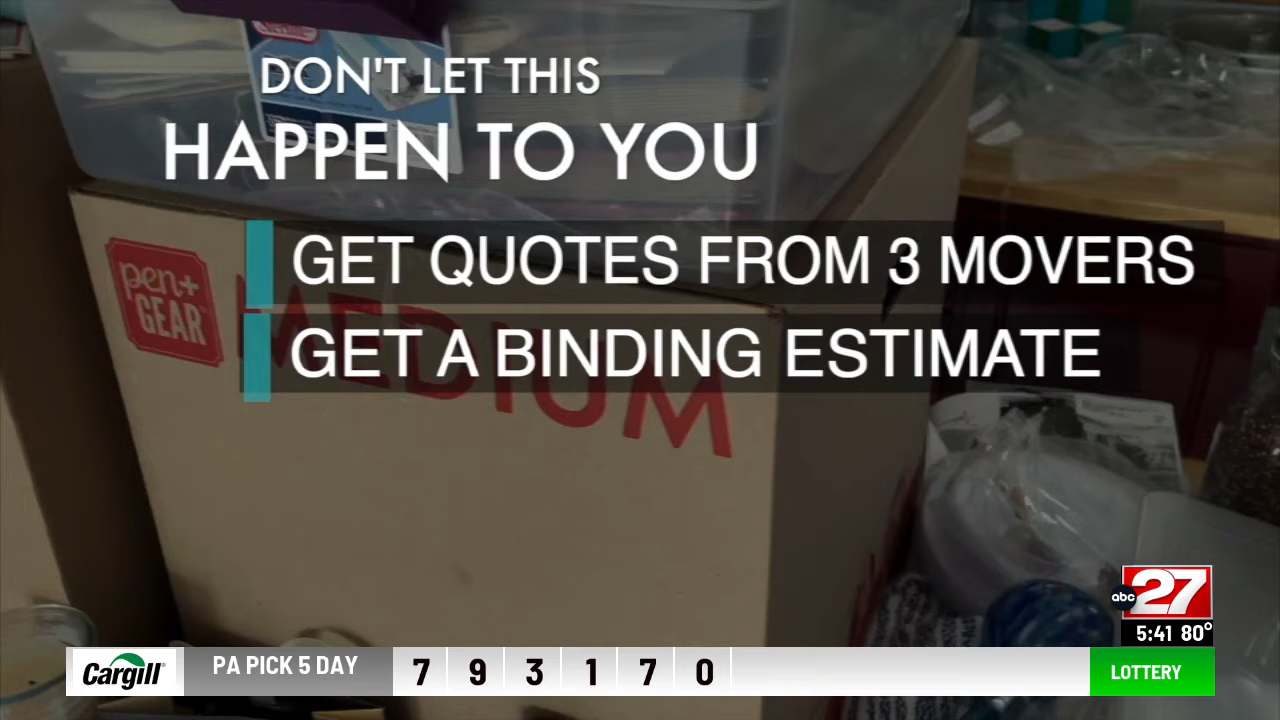 DON'T LET THIS
HAPPEN TO YOU
GET QUOTES FROM 3 MOVERS
GET A BINDING ESTIMATE
pen+
GEAR
MEDIUM
abc 27
5:41 80°
Cargill
PA PICK 5 DAY
7 9 3 1 7 0
LOTTERY